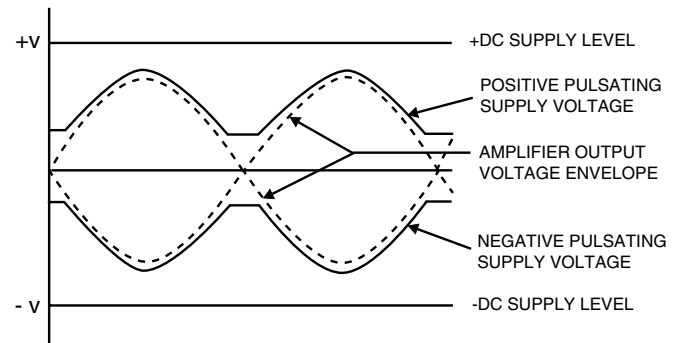 +v
+DC SUPPLY LEVEL
POSITIVE PULSATING
SUPPLY VOLTAGE
AMPLIFIER OUTPUT
VOLTAGE ENVELOPE
NEGATIVE PULSATING
SUPPLY VOLTAGE
- v
-DC SUPPLY LEVEL